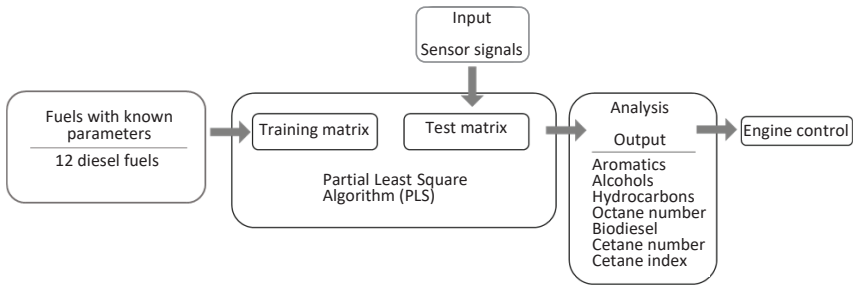 Input
Sensor signals
Fuels with known
parameters
12 diesel fuels
Training matrix
Test matrix
Partial Least Square
Algorithm (PLS)
Analysis
Output
Aromatics
Alcohols
Hydrocarbons
Octane number
Biodiesel
Cetane number
Cetane index
Engine control